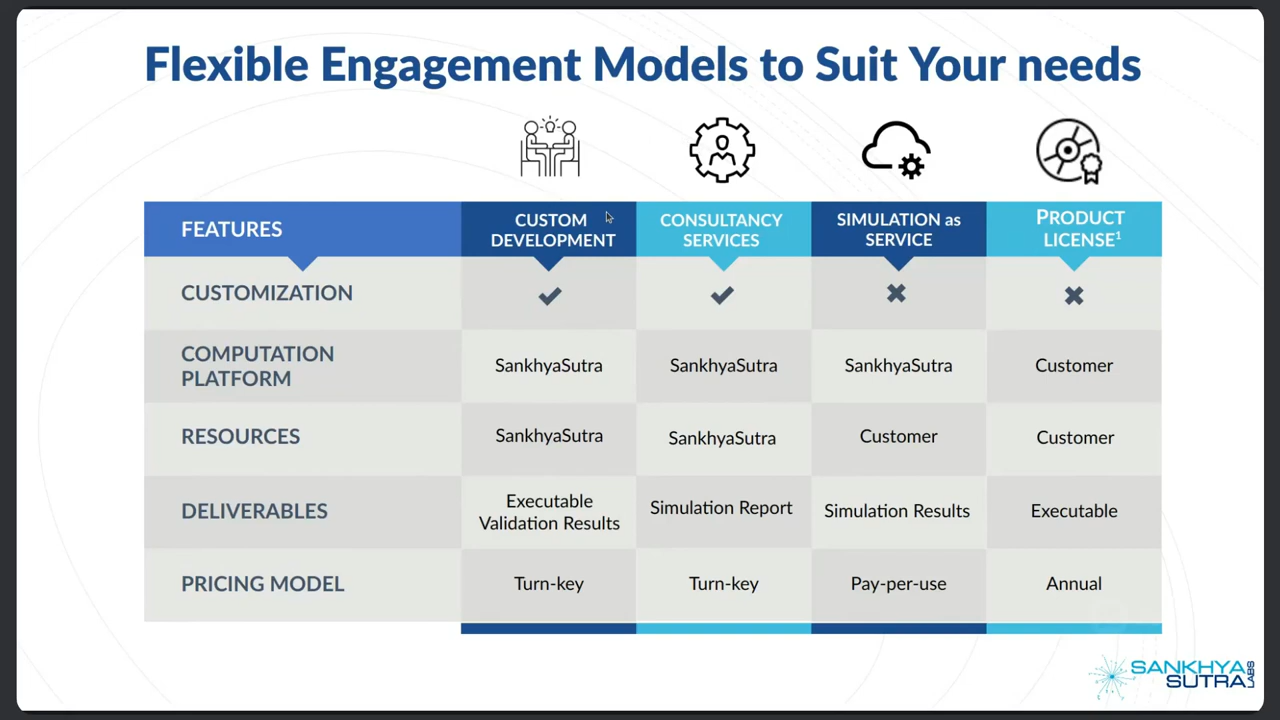 Flexible Engagement Models to Suit Your needs
FEATURES
CUSTOM
DEVELOPMENT
CONSULTANCY
SERVICES
SIMULATION as
SERVICE
PRODUCT
LICENSE¹
CUSTOMIZATION
✔ ✔ ✖ ✖
COMPUTATION
PLATFORM
SankhyaSutra
SankhyaSutra
SankhyaSutra
Customer
RESOURCES
SankhyaSutra
SankhyaSutra
Customer
Customer
DELIVERABLES
Executable
Validation Results
Simulation Report
Simulation Results
Executable
PRICING MODEL
Turn-key
Turn-key
Pay-per-use
Annual
SANKHYA
SUTRA LABS